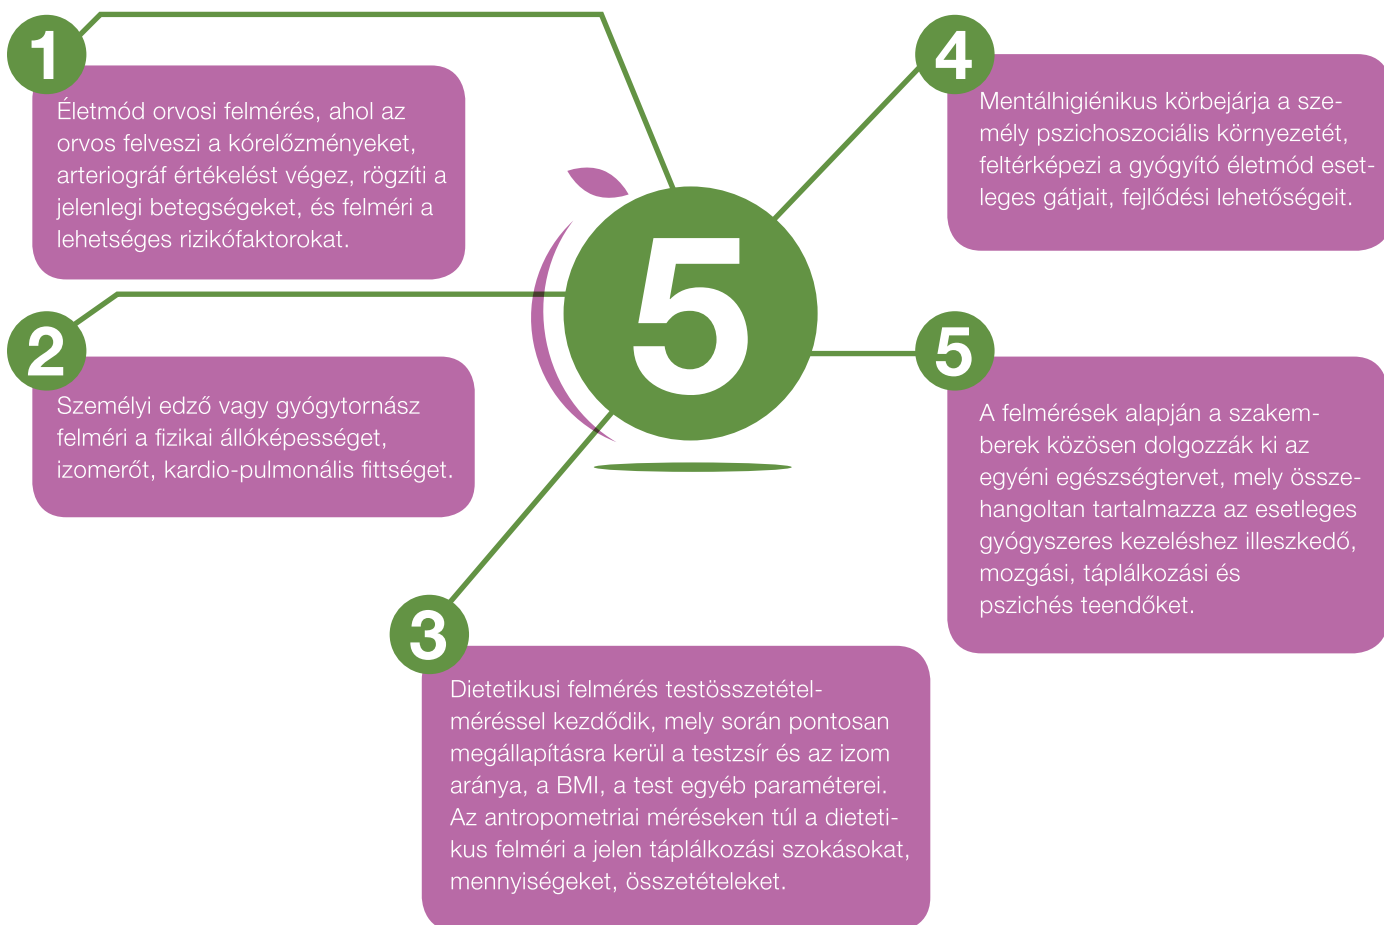 1
Életmód orvosi felmérés, ahol az
orvos felveszi a kórelőzményeket,
arteriográf értékelést végez, rögzíti a
jelenlegi betegségeket, és felméri a
lehetséges rizikófaktorokat.
2
Személyi edző vagy gyógytornász
felméri a fizikai állóképességet,
izomerőt, kardio-pulmonális fittséget.
5
3
Dietetikusi felmérés testösszetétel-
méréssel kezdődik, mely során pontosan
megállapításra kerül a testzsír és az izom
aránya, a BMI, a test egyéb paraméterei.
Az antropometriai méréseken túl a dieteti-
kus felméri a jelen táplálkozási szokásokat,
mennyiségeket, összetételeket.
4
Mentálhigiénikus körbejárja a sze-
mély pszichoszociális környezetét,
feltérképezi a gyógyító életmód eset-
leges gátjait, fejlődési lehetőségeit.
5
A felmérések alapján a szakem-
berek közösen dolgozzák ki az
egyéni egészségtervet, mely össze-
hangoltan tartalmazza az esetleges
gyógyszeres kezeléshez illeszkedő,
mozgási, táplálkozási és
pszichés teendőket.